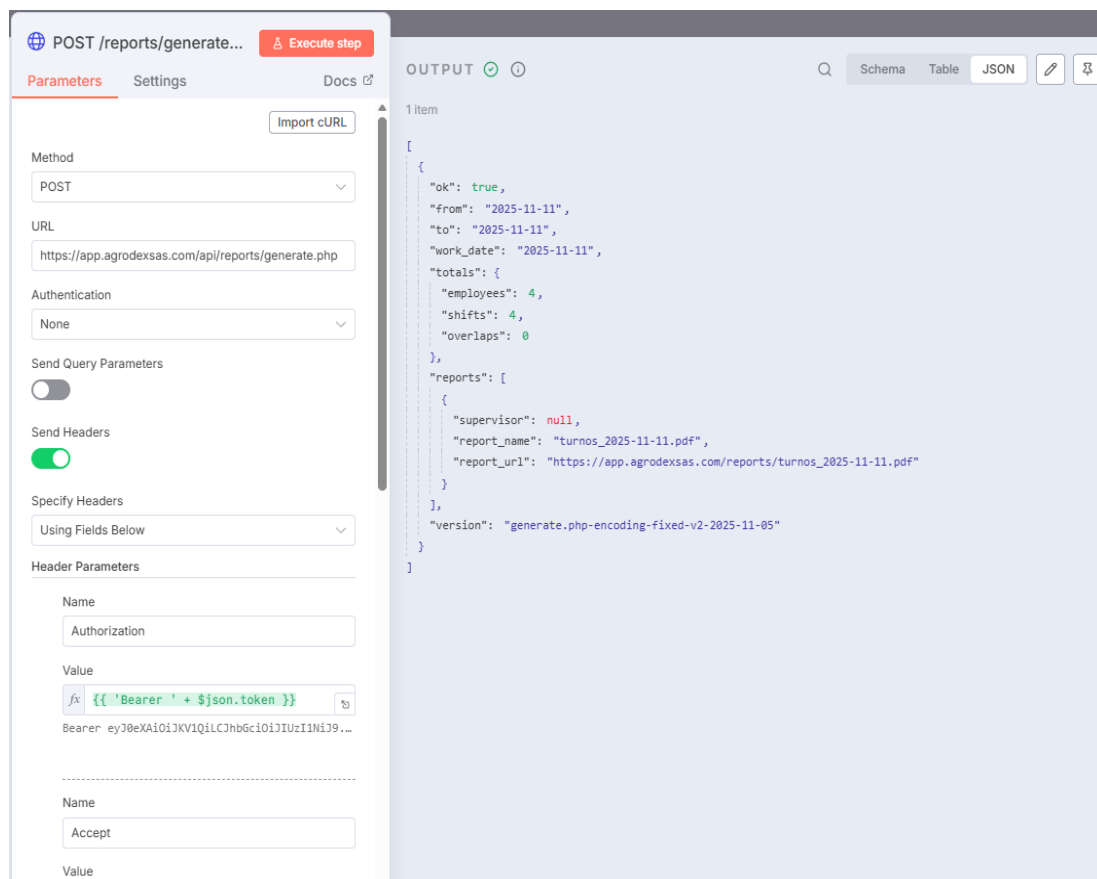 POST /reports/generate...
Execute step
Parameters
Settings
Docs
Import cURL
Method
POST
URL
https://app.agrodexsas.com/api/reports/generate.php
Authentication
None
Send Query Parameters
Send Headers
Specify Headers
Using Fields Below
Header Parameters
Name
Authorization
Value
fx {{ 'Bearer ' + $json.token }}
Bearer eyJ0eXAiOiJKV1QiLCJhbGciOiJIUzI1NiJ9.…
Name
Accept
Value
OUTPUT
Schema
Table
JSON
1 item
[
{
"ok": true,
"from": "2025-11-11",
"to": "2025-11-11",
"work_date": "2025-11-11",
"totals": {
"employees": 4,
"shifts": 4,
"overlaps": 0
},
"reports": [
{
"supervisor": null,
"report_name": "turnos_2025-11-11.pdf",
"report_url": "https://app.agrodexsas.com/reports/turnos_2025-11-11.pdf"
}
],
"version": "generate.php-encoding-fixed-v2-2025-11-05"
}
]